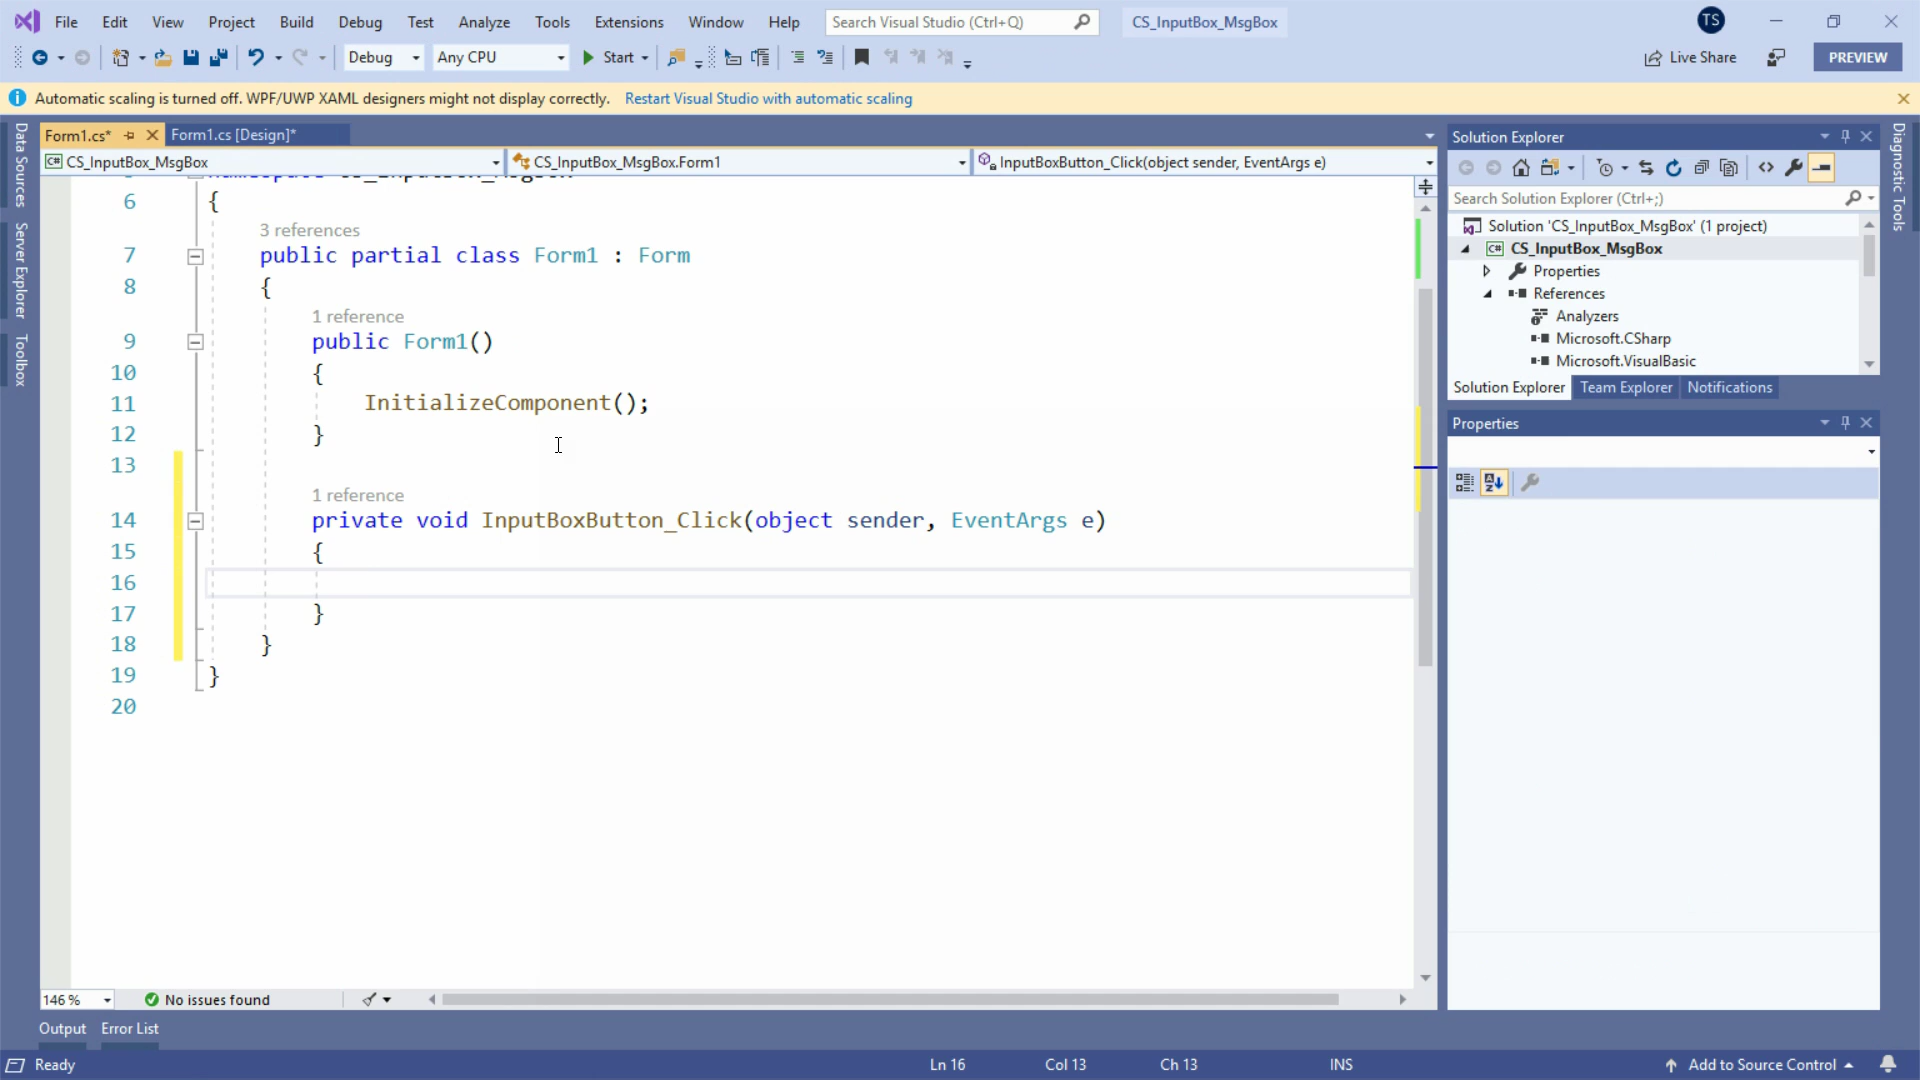 File Edit View Project Build Debug Test Analyze Tools Extensions Window Help Search Visual Studio (Ctrl+Q) CS_InputBox_MsgBox TS
Debug Any CPU Start Live Share PREVIEW
Automatic scaling is turned off. WPF/UWP XAML designers might not display correctly. Restart Visual Studio with automatic scaling
Data Sources
Server Explorer
Toolbox
Form1.cs* Form1.cs [Design]*
C# CS_InputBox_MsgBox CS_InputBox_MsgBox.Form1 InputBoxButton_Click(object sender, EventArgs e)
6 {
3 references
7 public partial class Form1 : Form
8 {
1 reference
9 public Form1()
10 {
11 InitializeComponent();
12 }
13
1 reference
14 private void InputBoxButton_Click(object sender, EventArgs e)
15 {
16
17 }
18 }
19 }
20
146 % No issues found
Solution Explorer
Search Solution Explorer (Ctrl+;)
Solution 'CS_InputBox_MsgBox' (1 project)
C# CS_InputBox_MsgBox
Properties
References
Analyzers
Microsoft.CSharp
Microsoft.VisualBasic
Solution Explorer Team Explorer Notifications
Properties
Diagnostic Tools
Output Error List
Ready Ln 16 Col 13 Ch 13 INS Add to Source Control